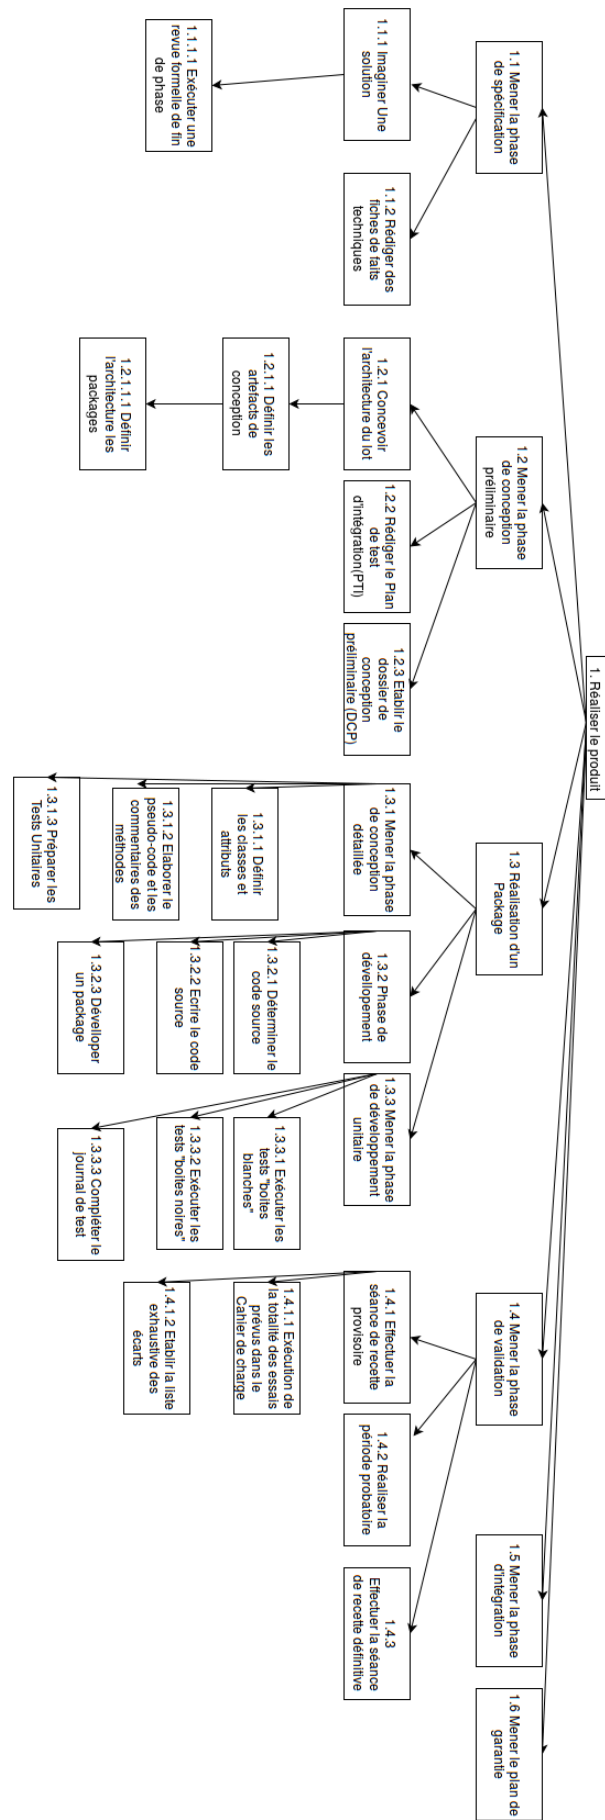 1. Réaliser le produit
1.1 Mener la phase
de spécification
1.1.1 Imaginer Une
solution
1.1.1.1 Exécuter une
revue formelle de fin
de phase
1.1.2 Rédiger des
fiches de faits
techniques
1.2 Mener la phase
de conception
préliminaire
1.2.1 Concevoir
l'architecture du lot
1.2.1.1 Définir les
artefacts de
conception
1.2.1.1.1 Définir
l'architecture les
packages
1.2.2 Rédiger le Plan
de test
d'intégration(PTI)
1.2.3 Etablir le
dossier de
conception
préliminaire (DCP)
1.3 Réalisation d'un
Package
1.3.1 Mener la phase
de conception
détaillée
1.3.1.1 Définir
les classes et
attributs
1.3.1.2 Elaborer le
pseudo-code et les
commentaires des
méthodes
1.3.1.3 Préparer les
Tests Unitaires
1.3.2 Phase de
dévellopement
1.3.2.1 Déterminer le
code source
1.3.2.2 Ecrire le code
source
1.3.2.3 Dévelloper
un package
1.3.3 Mener la phase
de développement
unitaire
1.3.3.1 Exécuter les
tests "boîtes
blanches"
1.3.3.2 Exécuter les
tests "boîtes noires"
1.3.3.3 Compléter le
journal de test
1.4 Mener la phase
de validation
1.4.1 Effectuer la
séance de recette
provisoire
1.4.1.1 Exécution de
la totalité des essais
prévus dans le
Cahier de charge
1.4.1.2 Etablir la liste
exhaustive des
écarts
1.4.2 Réaliser la
période probatoire
1.4.3
Effectuer la séance
de recette définitive
1.5 Mener la phase
d'intégration
1.6 Mener le plan de
garantie